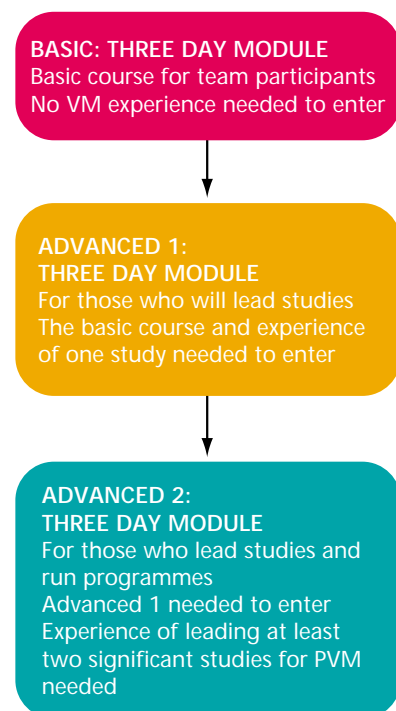 BASIC: THREE DAY MODULE
Basic course for team participants
No VM experience needed to enter
ADVANCED 1:
THREE DAY MODULE
For those who will lead studies
The basic course and experience
of one study needed to enter
ADVANCED 2:
THREE DAY MODULE
For those who lead studies and
run programmes
Advanced 1 needed to enter
Experience of leading at least
two significant studies for PVM
needed